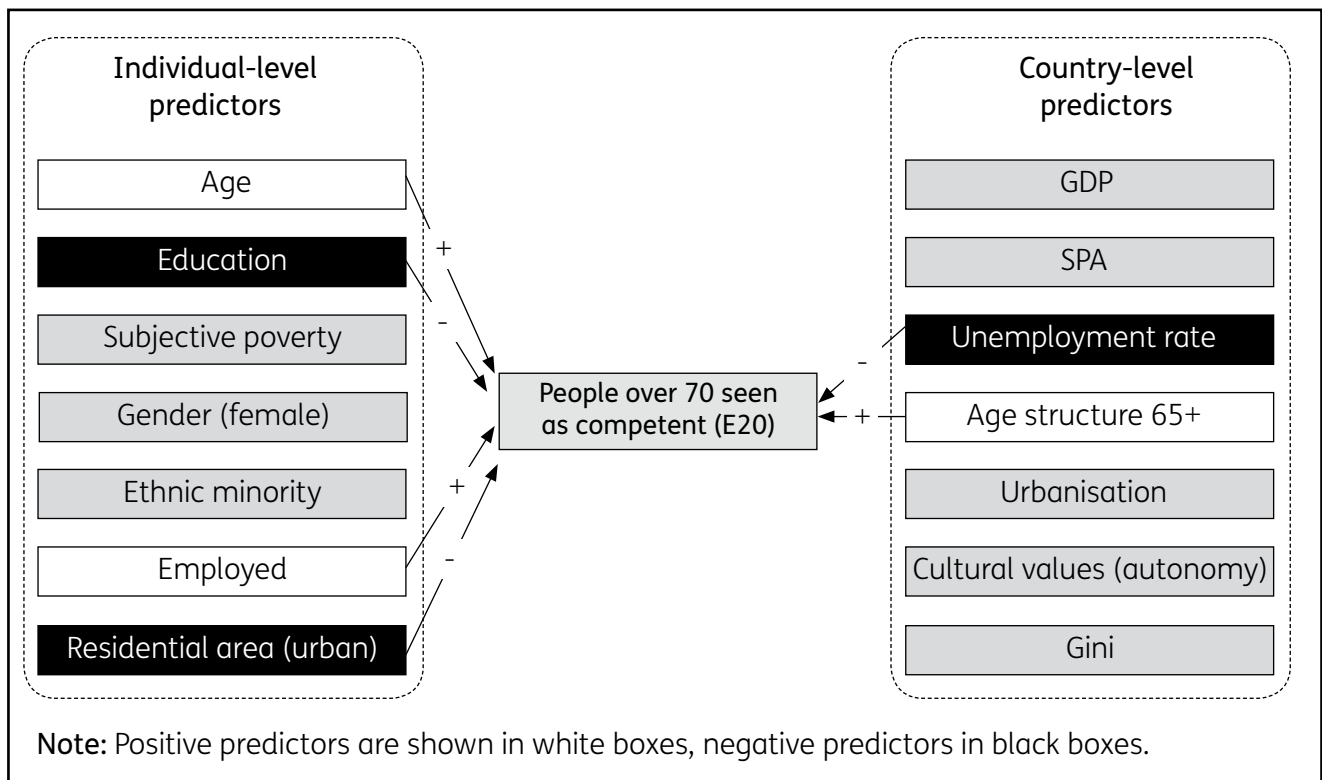 Individual-level
predictors
Age
Education
Subjective poverty
Gender (female)
Ethnic minority
Employed
Residential area (urban)
+
-
+
-
People over 70 seen
as competent (E20)
-
+
Country-level
predictors
GDP
SPA
Unemployment rate
Age structure 65+
Urbanisation
Cultural values (autonomy)
Gini
Note: Positive predictors are shown in white boxes, negative predictors in black boxes.